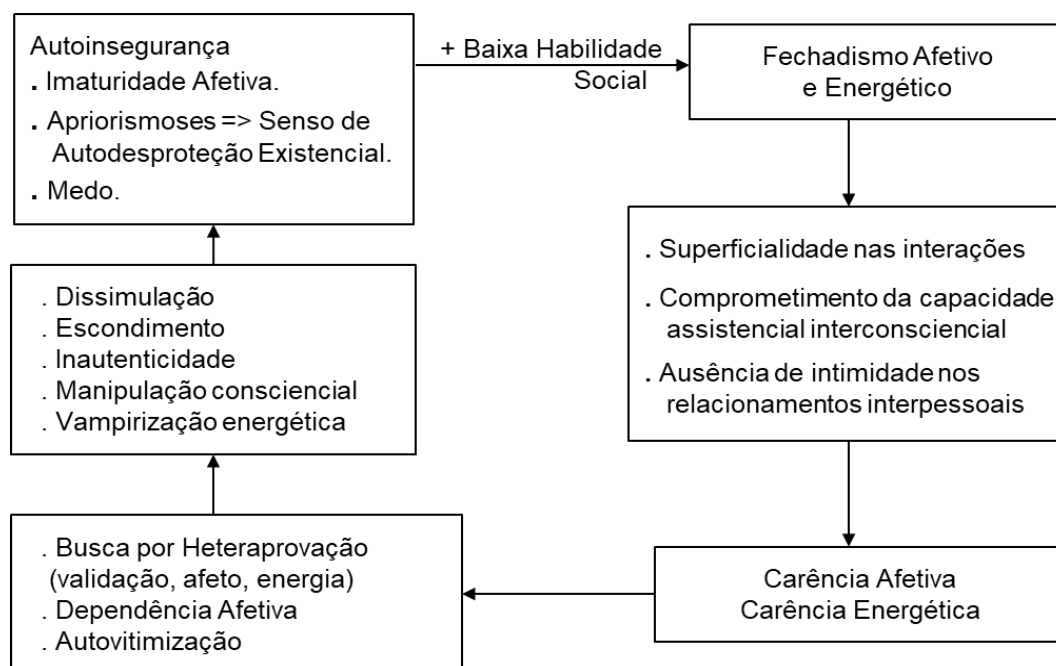 Autoinsegurança
. Imaturidade Afetiva.
. Apriorismoses => Senso de
Autodesproteção Existencial.
. Medo.
+ Baixa Habilidade
Social
Fechadismo Afetivo
e Energético
. Superficialidade nas interações
. Comprometimento da capacidade
assistencial interconsciencial
. Ausência de intimidade nos
relacionamentos interpessoais
Carência Afetiva
Carência Energética
. Busca por Heteraprovação
(validação, afeto, energia)
. Dependência Afetiva
. Autovitimização
. Dissimulação
. Escondimento
. Inautenticidade
. Manipulação consciencial
. Vampirização energética